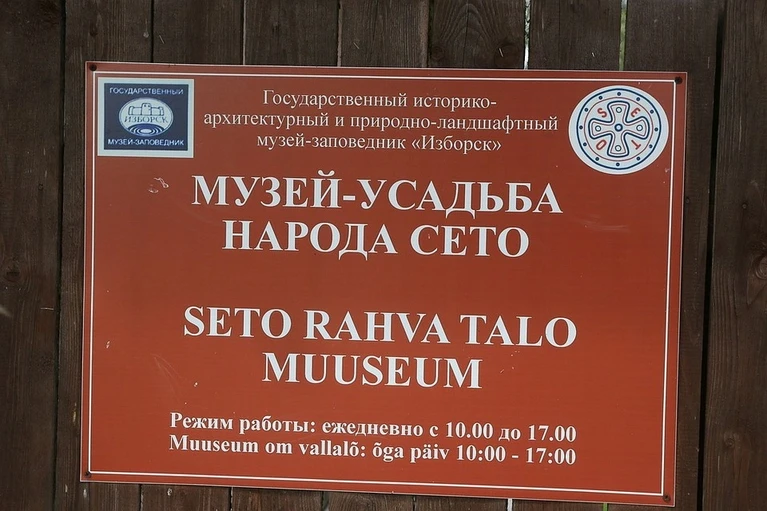 ГОСУДАРСТВЕННЫЙ
ИЗБОРСК
МУЗЕЙ-ЗАПОВЕДНИК
Государственный историко-
архитектурный и природно-ландшафтный
музей-заповедник «Изборск»
S E T O
МУЗЕЙ-УСАДЬБА
НАРОДА СЕТО
SETO RAHVA TALO
MUUSEUM
Режим работы: ежедневно с 10.00 до 17.00
Muuseum om vallalõ: õga päiv 10:00 - 17:00